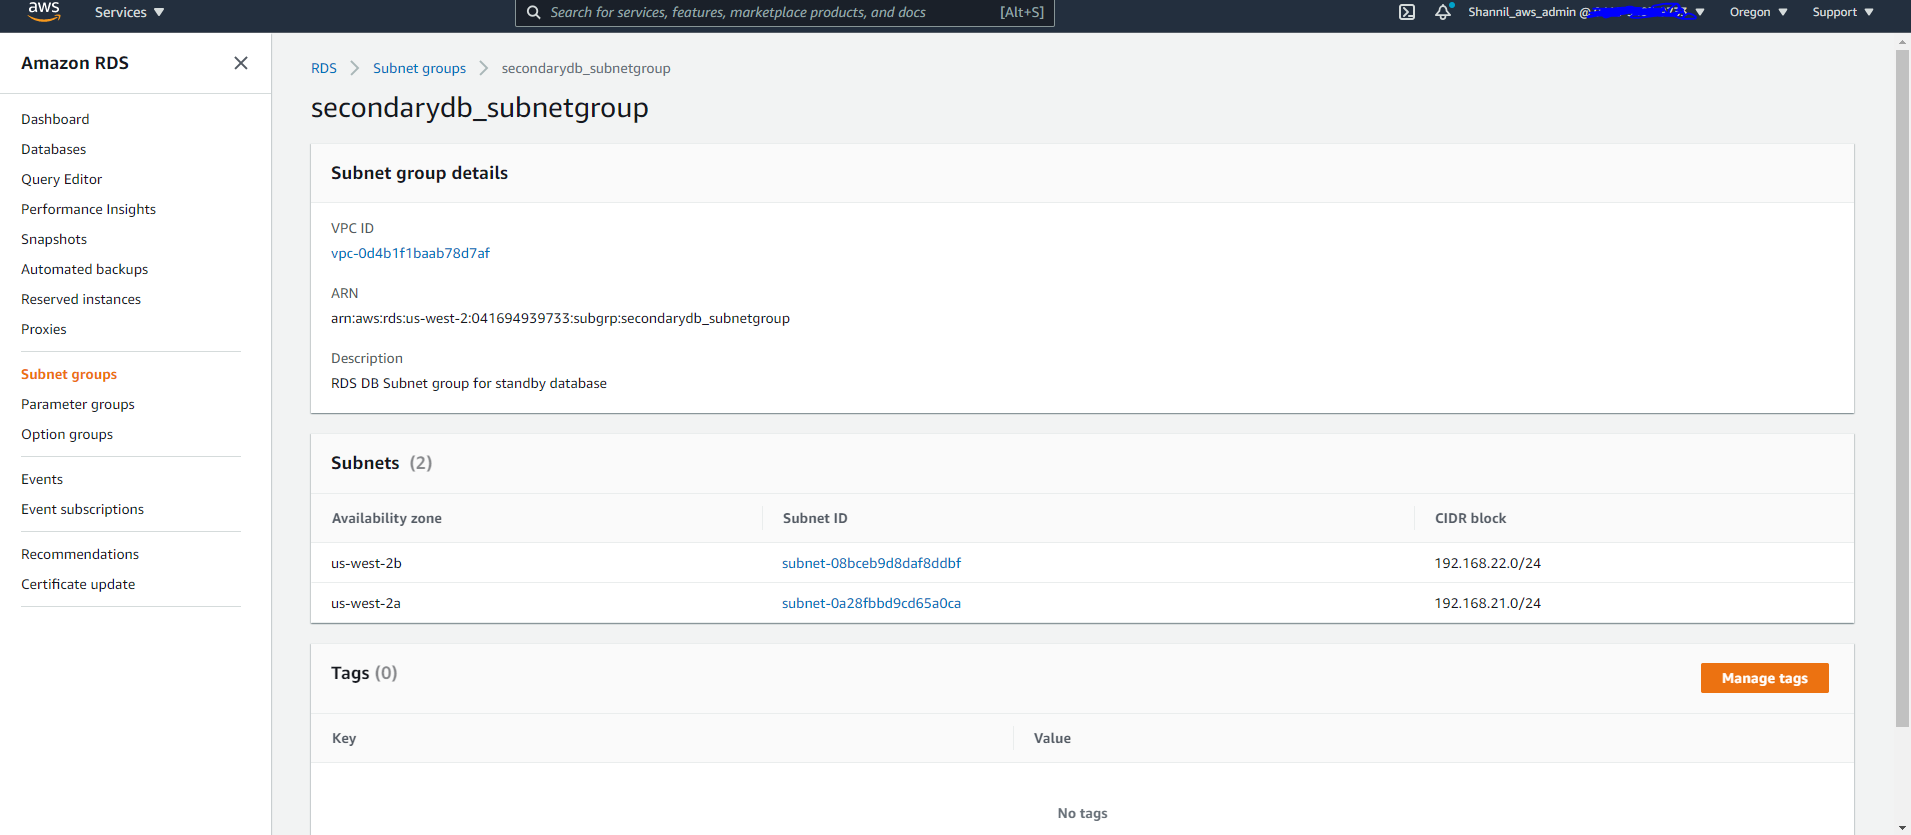 aws Services Search for services, features, marketplace products, and docs [Alt+S] Shannil_aws_admin @ Oregon Support
Amazon RDS
Dashboard
Databases
Query Editor
Performance Insights
Snapshots
Automated backups
Reserved instances
Proxies
Subnet groups
Parameter groups
Option groups
Events
Event subscriptions
Recommendations
Certificate update
RDS Subnet groups secondarydb_subnetgroup
secondarydb_subnetgroup
Subnet group details
VPC ID
vpc-0d4b1f1baab78d7af
ARN
arn:aws:rds:us-west-2:041694939733:subgrp:secondarydb_subnetgroup
Description
RDS DB Subnet group for standby database
Subnets (2)
Availability zone Subnet ID CIDR block
us-west-2b subnet-08bceb9d8daf8ddbf 192.168.22.0/24
us-west-2a subnet-0a28fbbd9cd65a0ca 192.168.21.0/24
Tags (0) Manage tags
Key Value
No tags